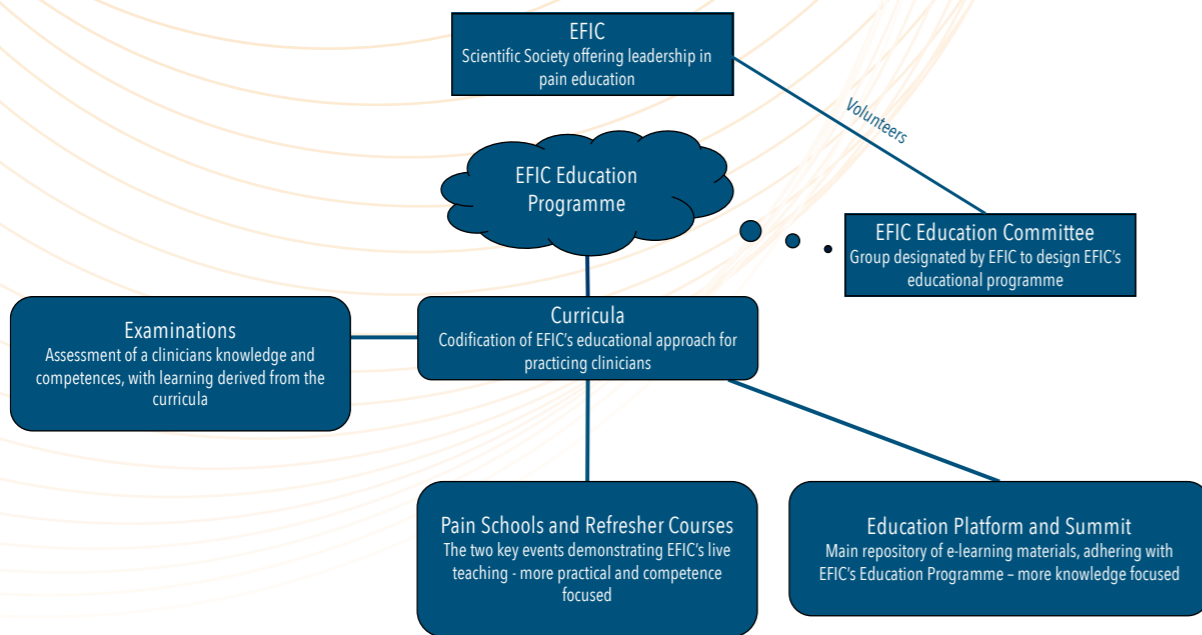 EFIC
Scientific Society offering leadership in
pain education
Volunteers
EFIC Education
Programme
EFIC Education Committee
Group designated by EFIC to design EFIC's
educational programme
Examinations
Assessment of a clinicians knowledge and
competences, with learning derived from the
curricula
Curricula
Codification of EFIC's educational approach for
practicing clinicians
Pain Schools and Refresher Courses
The two key events demonstrating EFIC's live
teaching - more practical and competence
focused
Education Platform and Summit
Main repository of e-learning materials, adhering with
EFIC's Education Programme – more knowledge focused